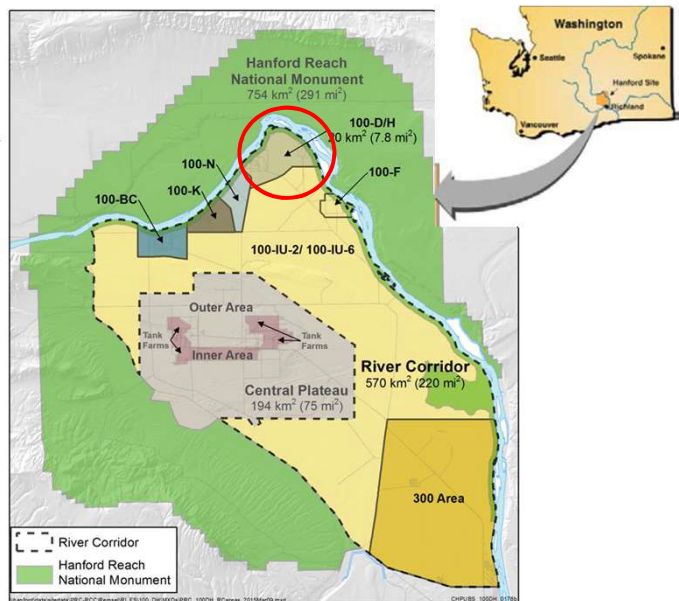 Hanford Reach
National Monument
754 km² (291 mi²)
100-D/H
20 km² (7.8 mi²)
100-N
100-F
100-K
100-BC
100-IU-2/ 100-IU-6
Outer Area
Tank
Farms
Tank
Farms
Inner Area
River Corridor
570 km² (220 mi²)
Central Plateau
194 km² (75 mi²)
300 Area
River Corridor
Hanford Reach
National Monument
Washington
Seattle
Spokane
Hanford Site
Richland
Vancouver